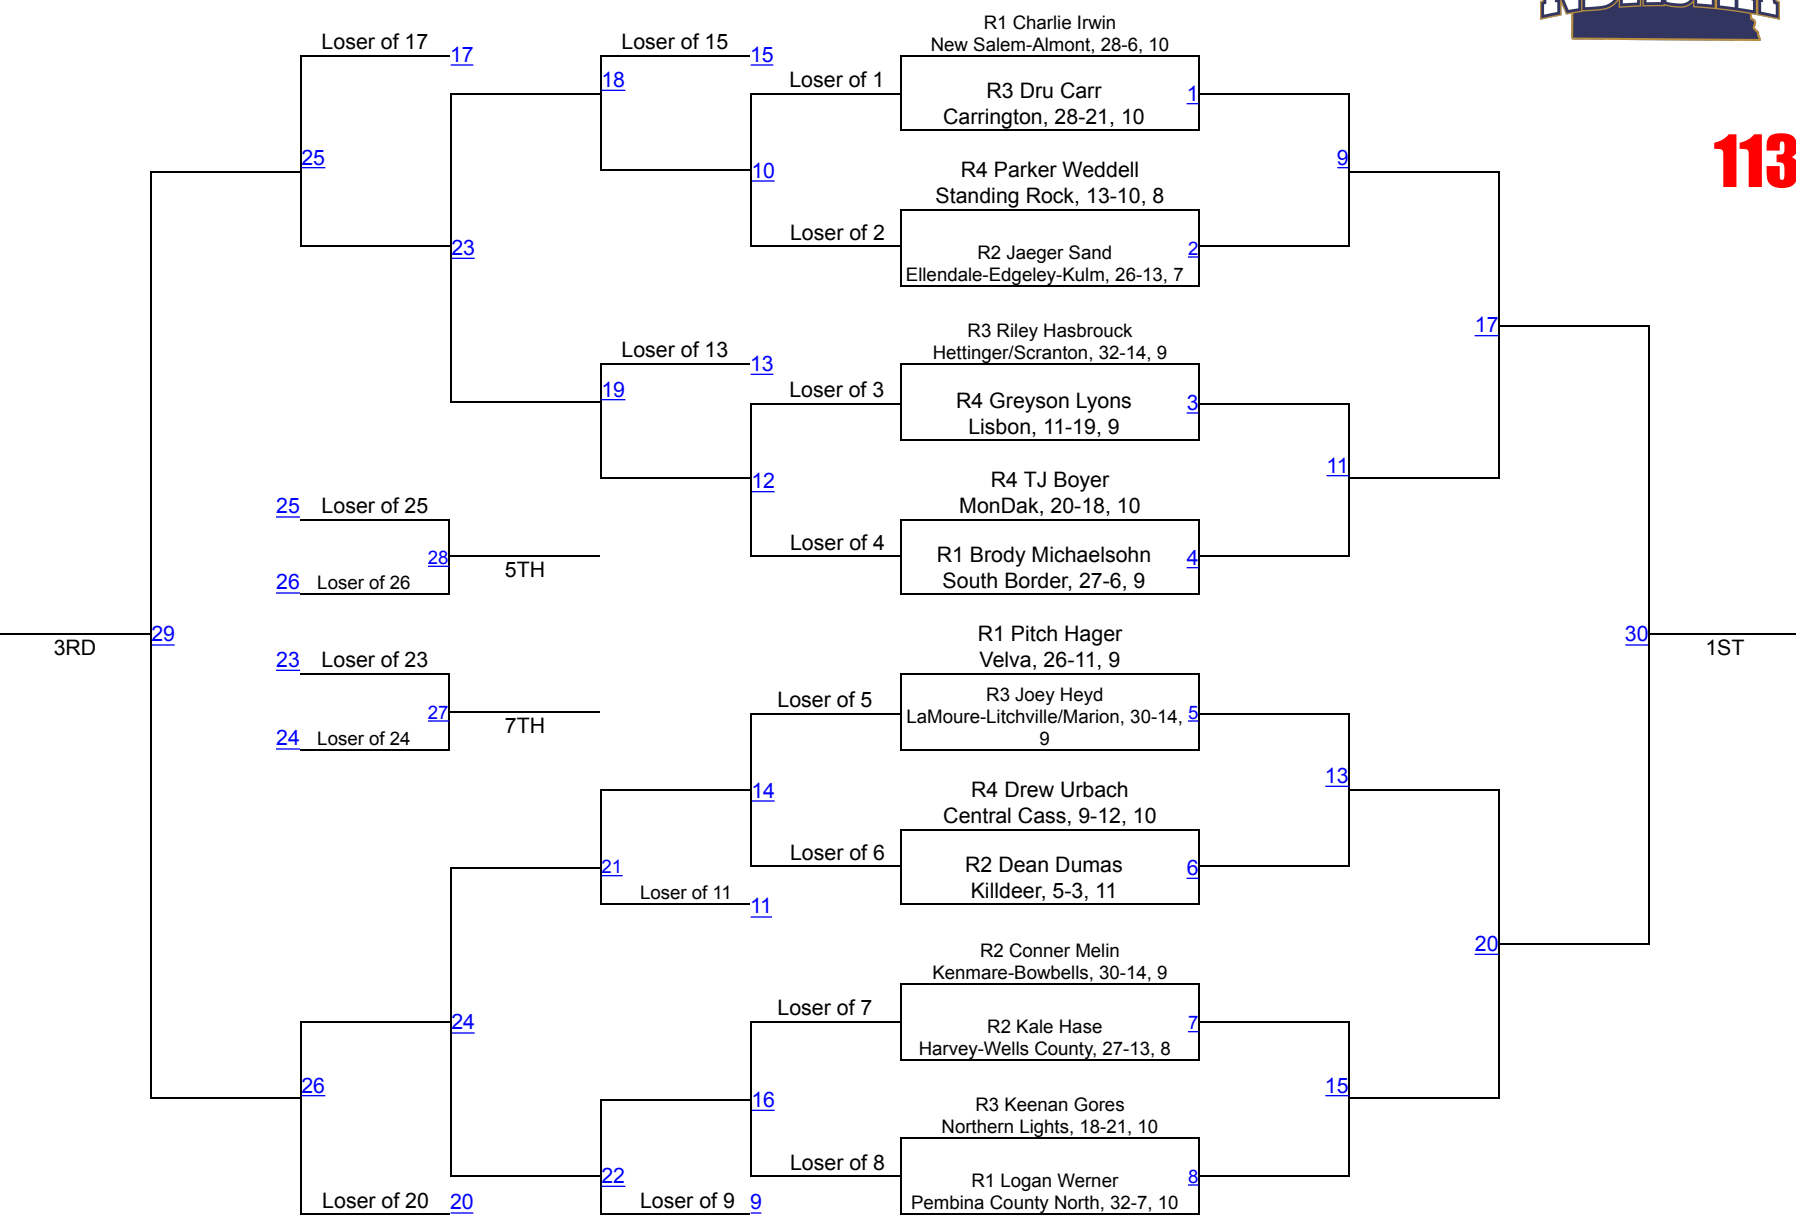 NDHSAA
113
Loser of 17
17
Loser of 15
15
18
Loser of 1
R1 Charlie Irwin
New Salem-Almont, 28-6, 10
R3 Dru Carr
Carrington, 28-21, 10
1
25
10
9
R4 Parker Weddell
Standing Rock, 13-10, 8
Loser of 2
R2 Jaeger Sand
Ellendale-Edgeley-Kulm, 26-13, 7
2
23
17
R3 Riley Hasbrouck
Hettinger/Scranton, 32-14, 9
Loser of 13
13
19
Loser of 3
R4 Greyson Lyons
Lisbon, 11-19, 9
3
12
11
R4 TJ Boyer
MonDak, 20-18, 10
25
Loser of 25
Loser of 4
R1 Brody Michaelsohn
South Border, 27-6, 9
4
28
5TH
26
Loser of 26
3RD
29
30
1ST
R1 Pitch Hager
Velva, 26-11, 9
23
Loser of 23
Loser of 5
R3 Joey Heyd
LaMoure-Litchville/Marion, 30-14,
9
5
27
7TH
24
Loser of 24
14
13
R4 Drew Urbach
Central Cass, 9-12, 10
Loser of 6
R2 Dean Dumas
Killdeer, 5-3, 11
6
21
Loser of 11
11
20
R2 Conner Melin
Kenmare-Bowbells, 30-14, 9
Loser of 7
R2 Kale Hase
Harvey-Wells County, 27-13, 8
7
24
26
16
15
R3 Keenan Gores
Northern Lights, 18-21, 10
Loser of 8
R1 Logan Werner
Pembina County North, 32-7, 10
8
22
Loser of 20
20
Loser of 9
9